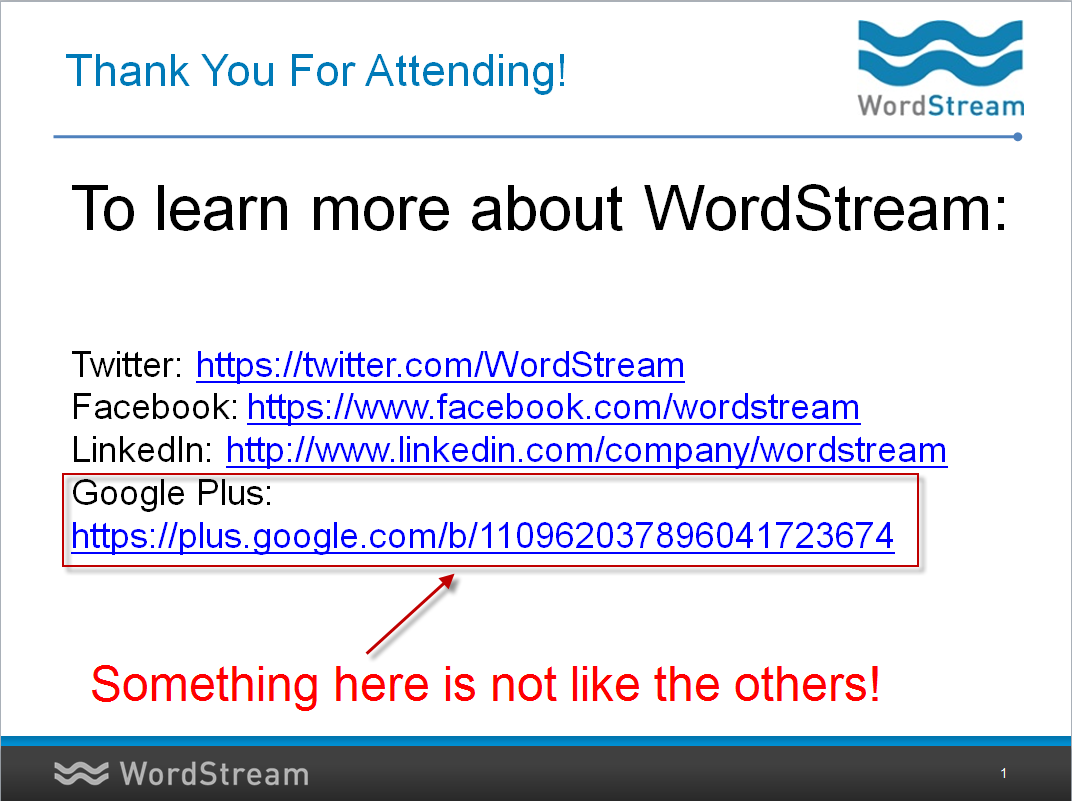 Thank You For Attending!
WordStream
To learn more about WordStream:
Twitter: https://twitter.com/WordStream
Facebook: https://www.facebook.com/wordstream
LinkedIn: http://www.linkedin.com/company/wordstream
Google Plus:
https://plus.google.com/b/110962037896041723674
Something here is not like the others!
WordStream
1